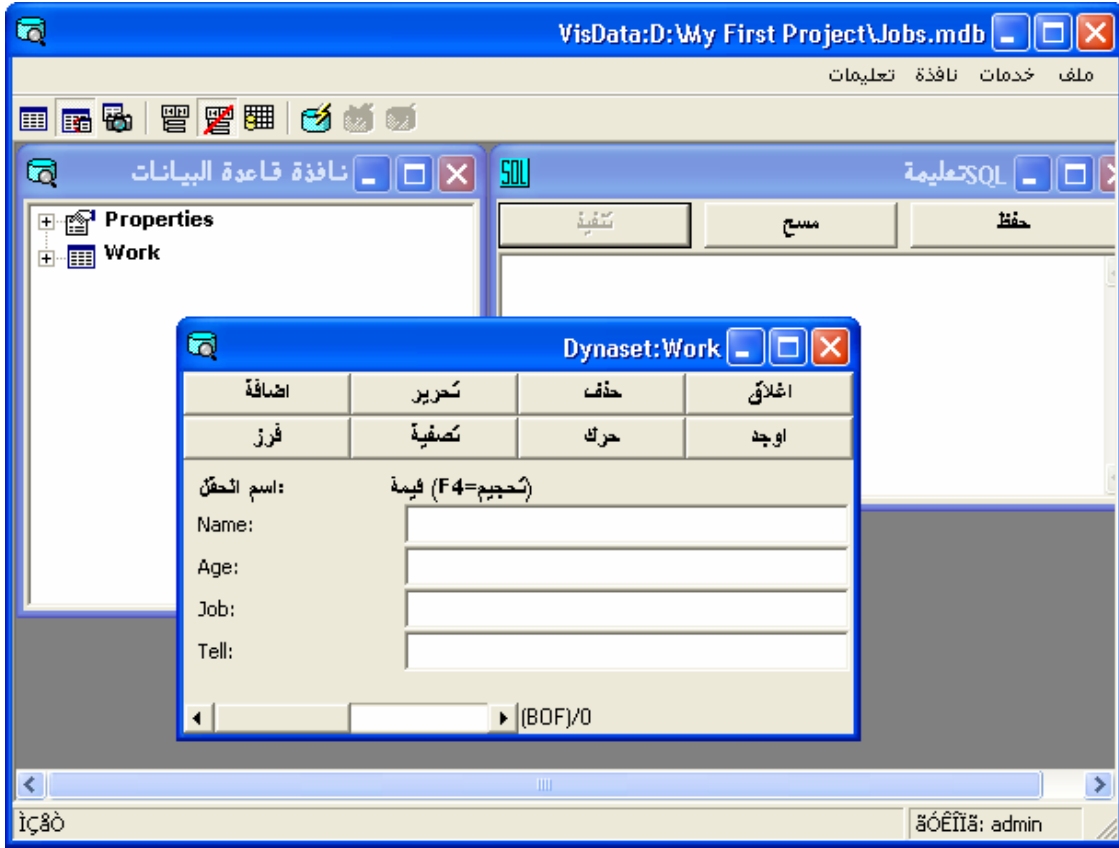 VisData:D:\My First Project\Jobs.mdb
ملف خدمات نافذة تعليمات
نافذة قاعدة البيانات
Properties
Work
SQL
SQLتعليمة
تنفيذ مسح حفظ
Dynaset:Work
اضافة تحرير حذف اغلاق
فرز تصفية حرك اوجد
اسم الحقل: قيمة (F4=تحجيم)
Name:
Age:
Job:
Tell:
(BOF)/0
ÌÇåÒ
ãÓÊÎÏã: admin